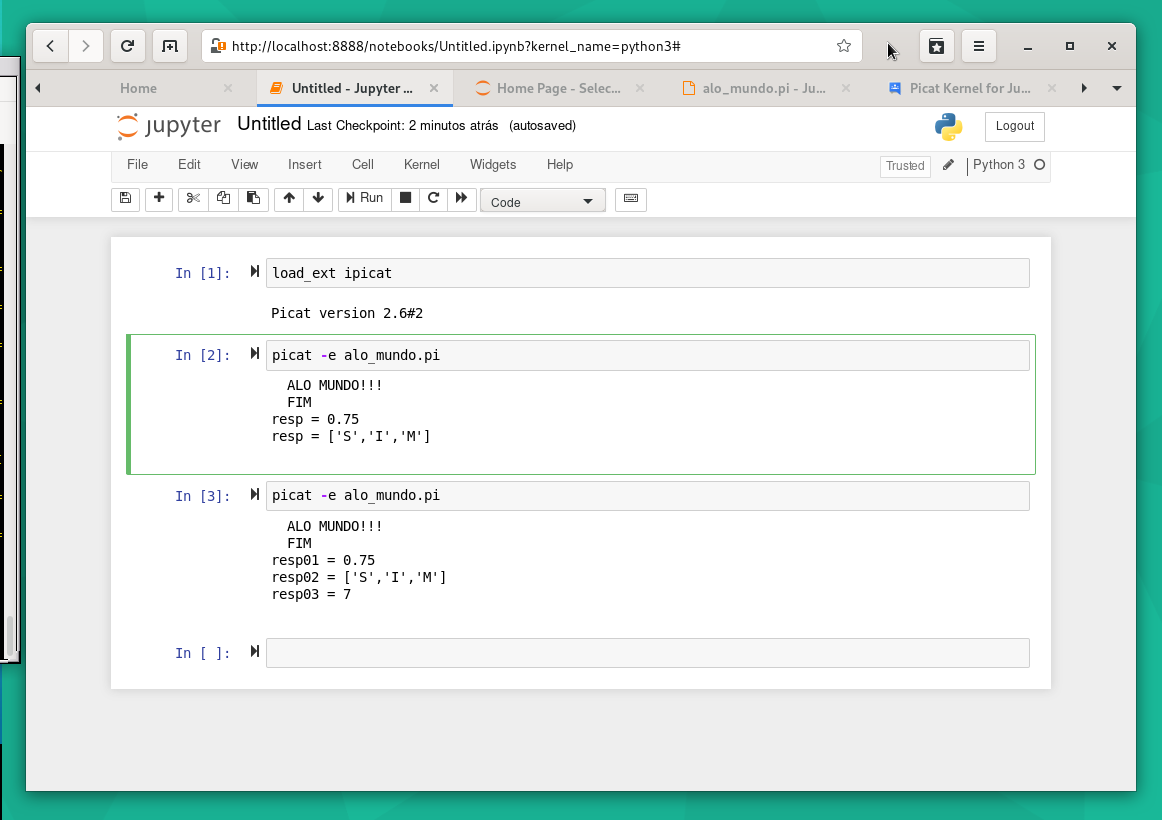 http://localhost:8888/notebooks/Untitled.ipynb?kernel_name=python3#
Home
Untitled - Jupyter ...
Home Page - Selec...
alo_mundo.pi - Ju...
Picat Kernel for Ju...
jupyter Untitled Last Checkpoint: 2 minutos atrás (autosaved)
Logout
File Edit View Insert Cell Kernel Widgets Help
Trusted
Python 3
Run
Code
In [1]: load_ext ipicat
Picat version 2.6#2
In [2]: picat -e alo_mundo.pi
ALO MUNDO!!!
FIM
resp = 0.75
resp = ['S','I','M']
In [3]: picat -e alo_mundo.pi
ALO MUNDO!!!
FIM
resp01 = 0.75
resp02 = ['S','I','M']
resp03 = 7
In [ ]: